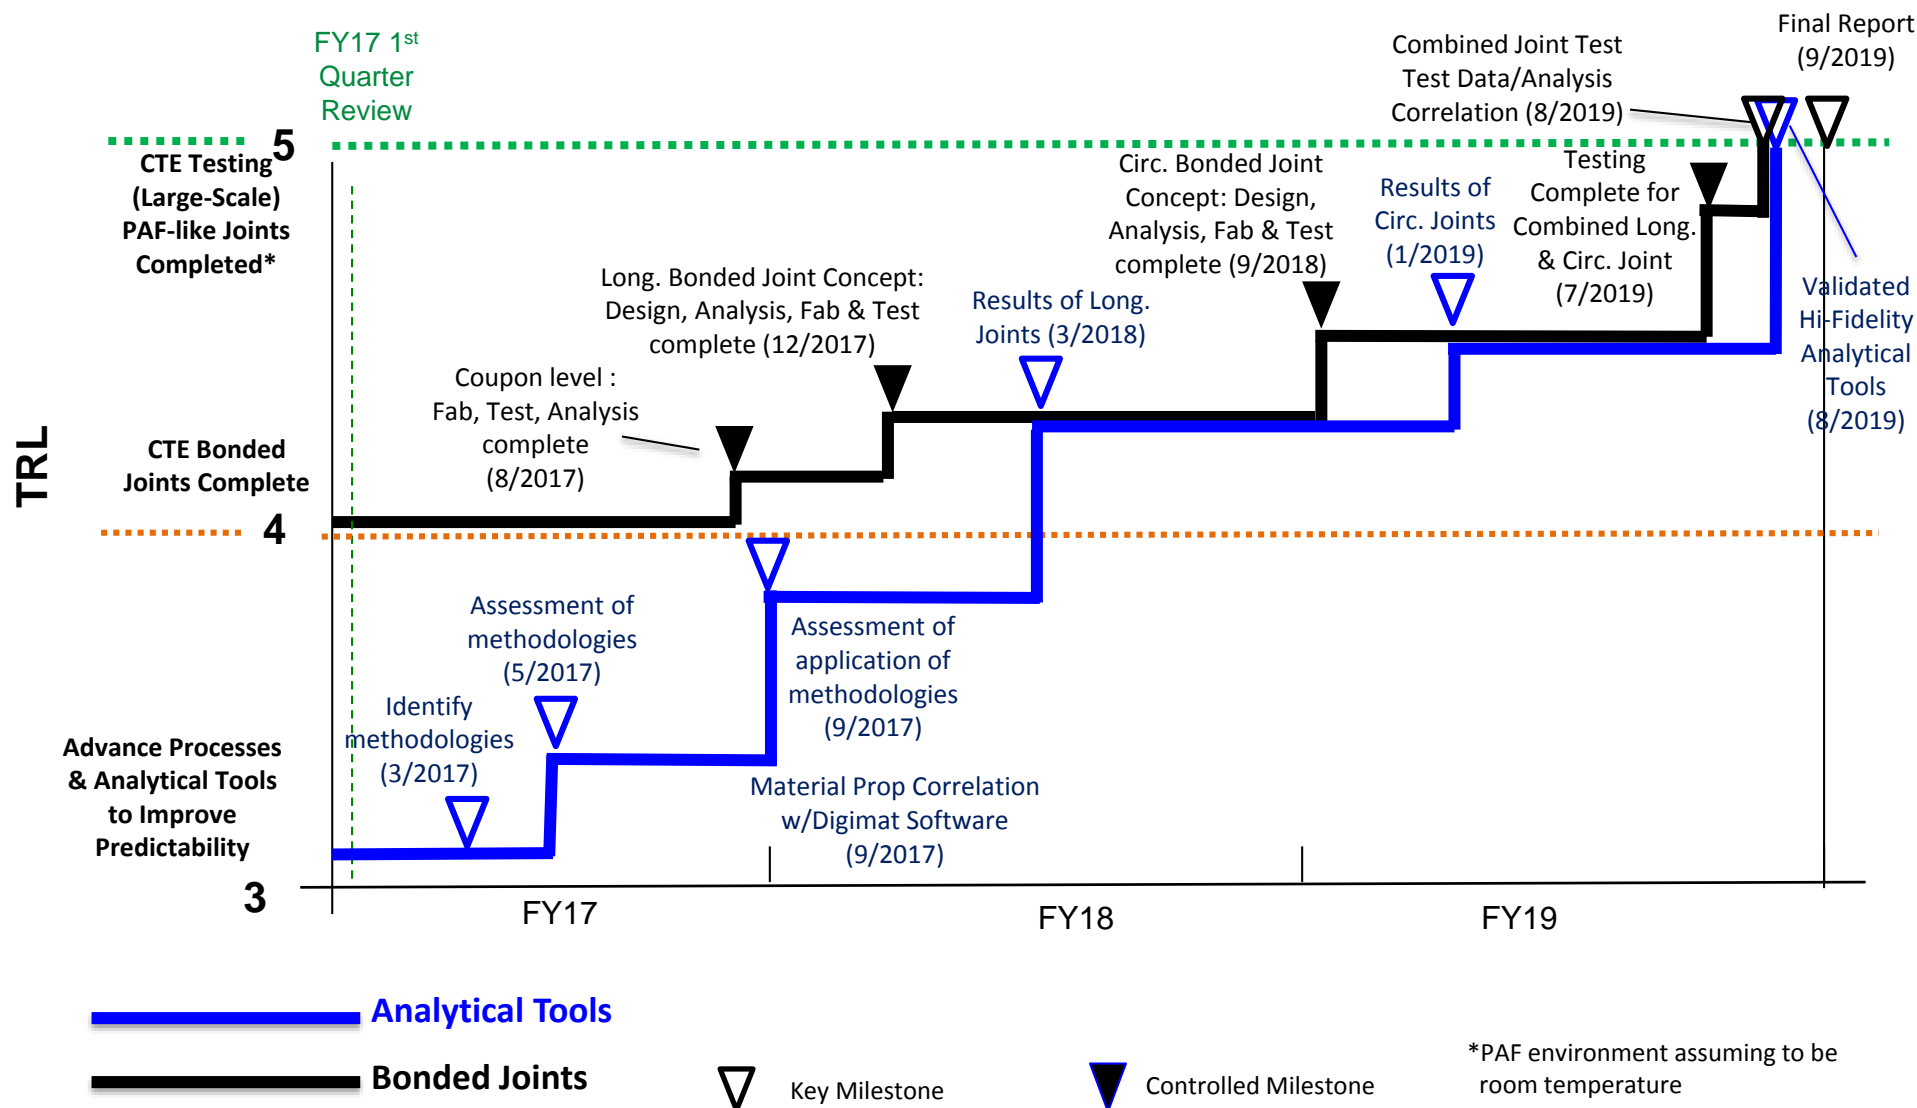 FY17 1st
Quarter
Review
Combined Joint Test
Test Data/Analysis
Correlation (8/2019)
Final Report
(9/2019)
5
CTE Testing
(Large-Scale)
PAF-like Joints
Completed*
Circ. Bonded Joint
Concept: Design,
Analysis, Fab & Test
complete (9/2018)
Results of
Circ. Joints
(1/2019)
Testing
Complete for
Combined Long.
& Circ. Joint
(7/2019)
Validated
Hi-Fidelity
Analytical
Tools
(8/2019)
Long. Bonded Joint Concept:
Design, Analysis, Fab & Test
complete (12/2017)
Results of Long.
Joints (3/2018)
Coupon level :
Fab, Test, Analysis
complete
(8/2017)
TRL
CTE Bonded
Joints Complete
4
Assessment of
methodologies
(5/2017)
Assessment of
application of
methodologies
(9/2017)
Identify
methodologies
(3/2017)
Material Prop Correlation
w/Digimat Software
(9/2017)
Advance Processes
& Analytical Tools
to Improve
Predictability
3
FY17
FY18
FY19
Analytical Tools
Bonded Joints
Key Milestone
Controlled Milestone
*PAF environment assuming to be
room temperature